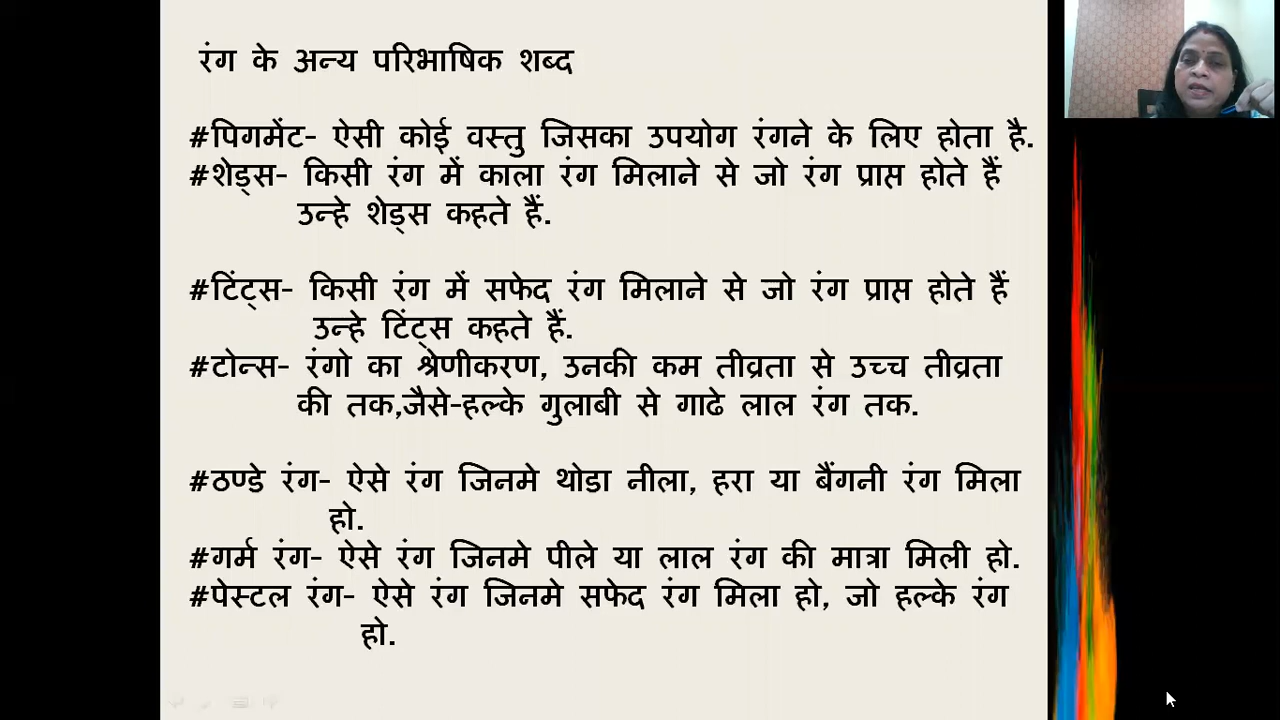 रंग के अन्य परिभाषिक शब्द
#पिगमेंट- ऐसी कोई वस्तु जिसका उपयोग रंगने के लिए होता है.
#शेड्स- किसी रंग में काला रंग मिलाने से जो रंग प्राप्त होते हैं
उन्हे शेड्स कहते हैं.
#टिंट्स- किसी रंग में सफेद रंग मिलाने से जो रंग प्राप्त होते हैं
उन्हे टिंट्स कहते हैं.
#टोन्स- रंगो का श्रेणीकरण, उनकी कम तीव्रता से उच्च तीव्रता
की तक,जैसे-हल्के गुलाबी से गाढे लाल रंग तक.
#ठण्डे रंग- ऐसे रंग जिनमे थोडा नीला, हरा या बैंगनी रंग मिला
हो.
#गर्म रंग- ऐसे रंग जिनमे पीले या लाल रंग की मात्रा मिली हो.
#पेस्टल रंग- ऐसे रंग जिनमे सफेद रंग मिला हो, जो हल्के रंग
हो.